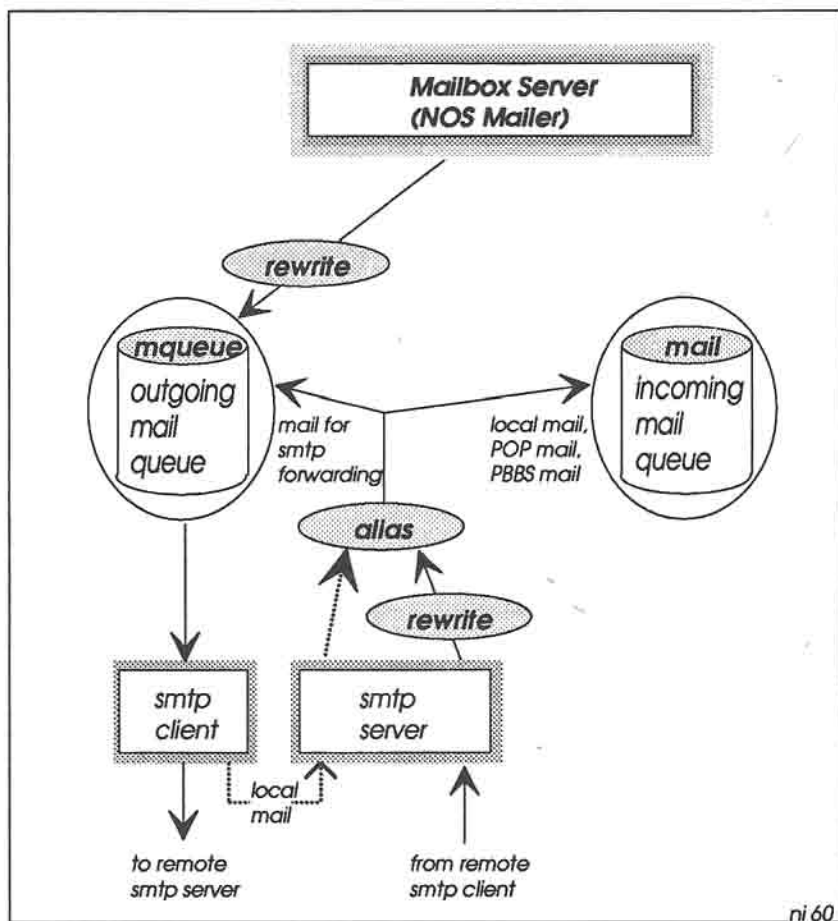 Mailbox Server
(NOS Mailer)
rewrite
mqueue
outgoing
mail
queue
mail for
smtp
forwarding
local mail,
POP mail,
PBBS mail
mail
incoming
mail
queue
alias
rewrite
smtp
client
smtp
server
local
mail
to remote
smtp server
from remote
smtp client
ni 60